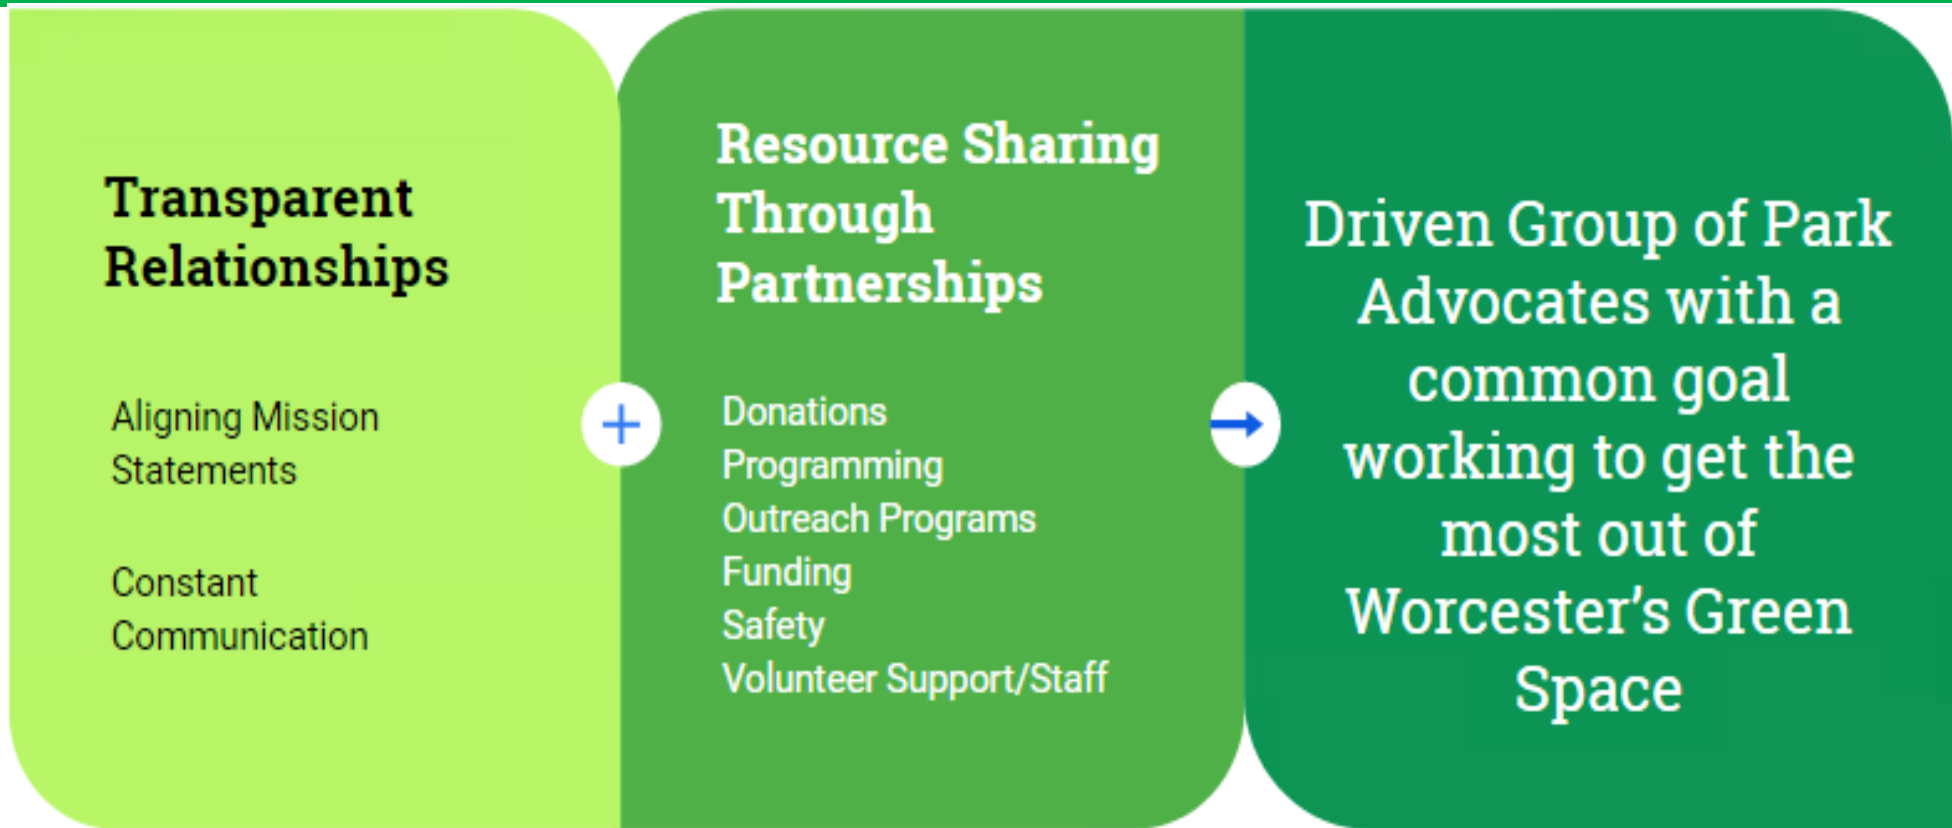 Transparent
Relationships
Aligning Mission
Statements
Constant
Communication
+
Resource Sharing
Through
Partnerships
Donations
Programming
Outreach Programs
Funding
Safety
Volunteer Support/Staff
Driven Group of Park
Advocates with a
common goal
working to get the
most out of
Worcester’s Green
Space